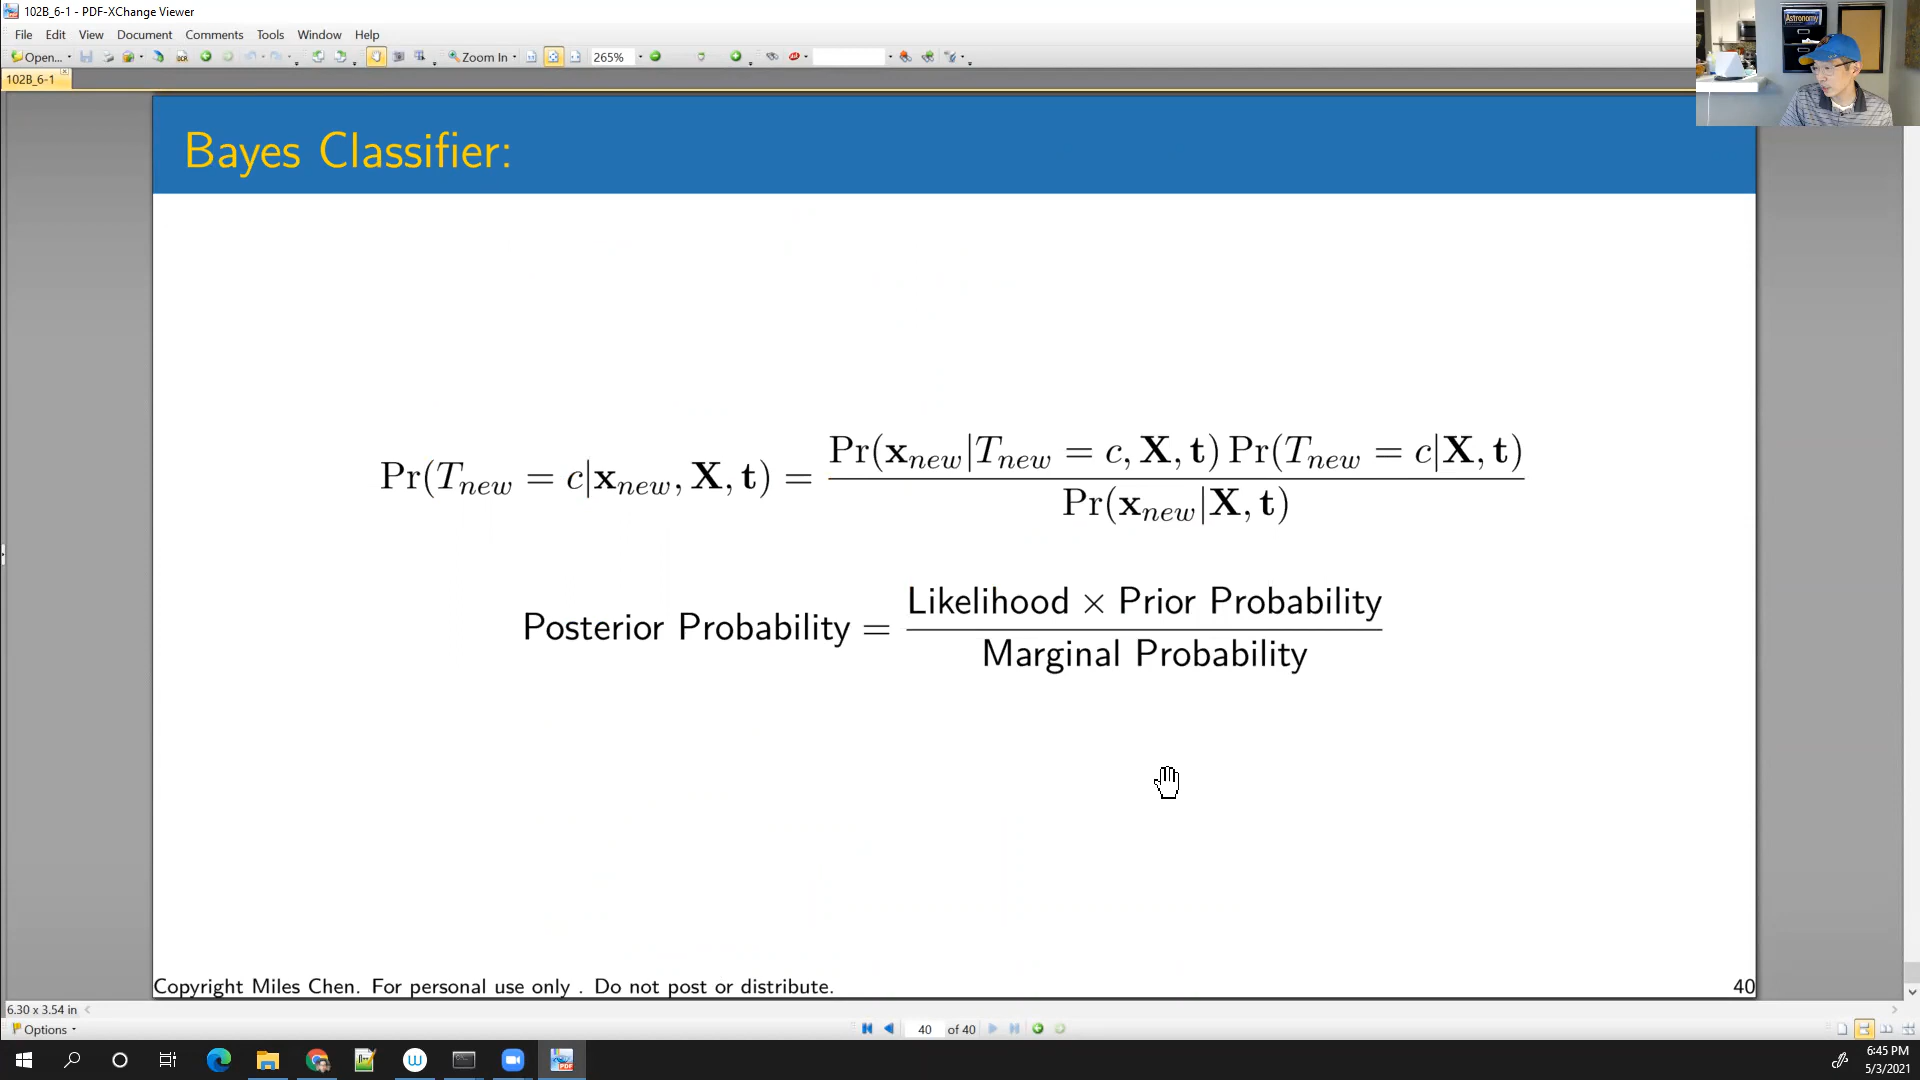 102B_6-1 - PDF-XChange Viewer
File Edit View Document Comments Tools Window Help
Open... OCR Zoom In 265%
102B_6-1
Astronomy
Bayes Classifier:
Pr(T_new = c|x_new, X, t) = Pr(x_new|T_new = c, X, t) Pr(T_new = c|X, t) / Pr(x_new|X, t)
Posterior Probability = Likelihood × Prior Probability / Marginal Probability
Copyright Miles Chen. For personal use only . Do not post or distribute. 40
6.30 x 3.54 in
Options 40 of 40
6:45 PM
5/3/2021